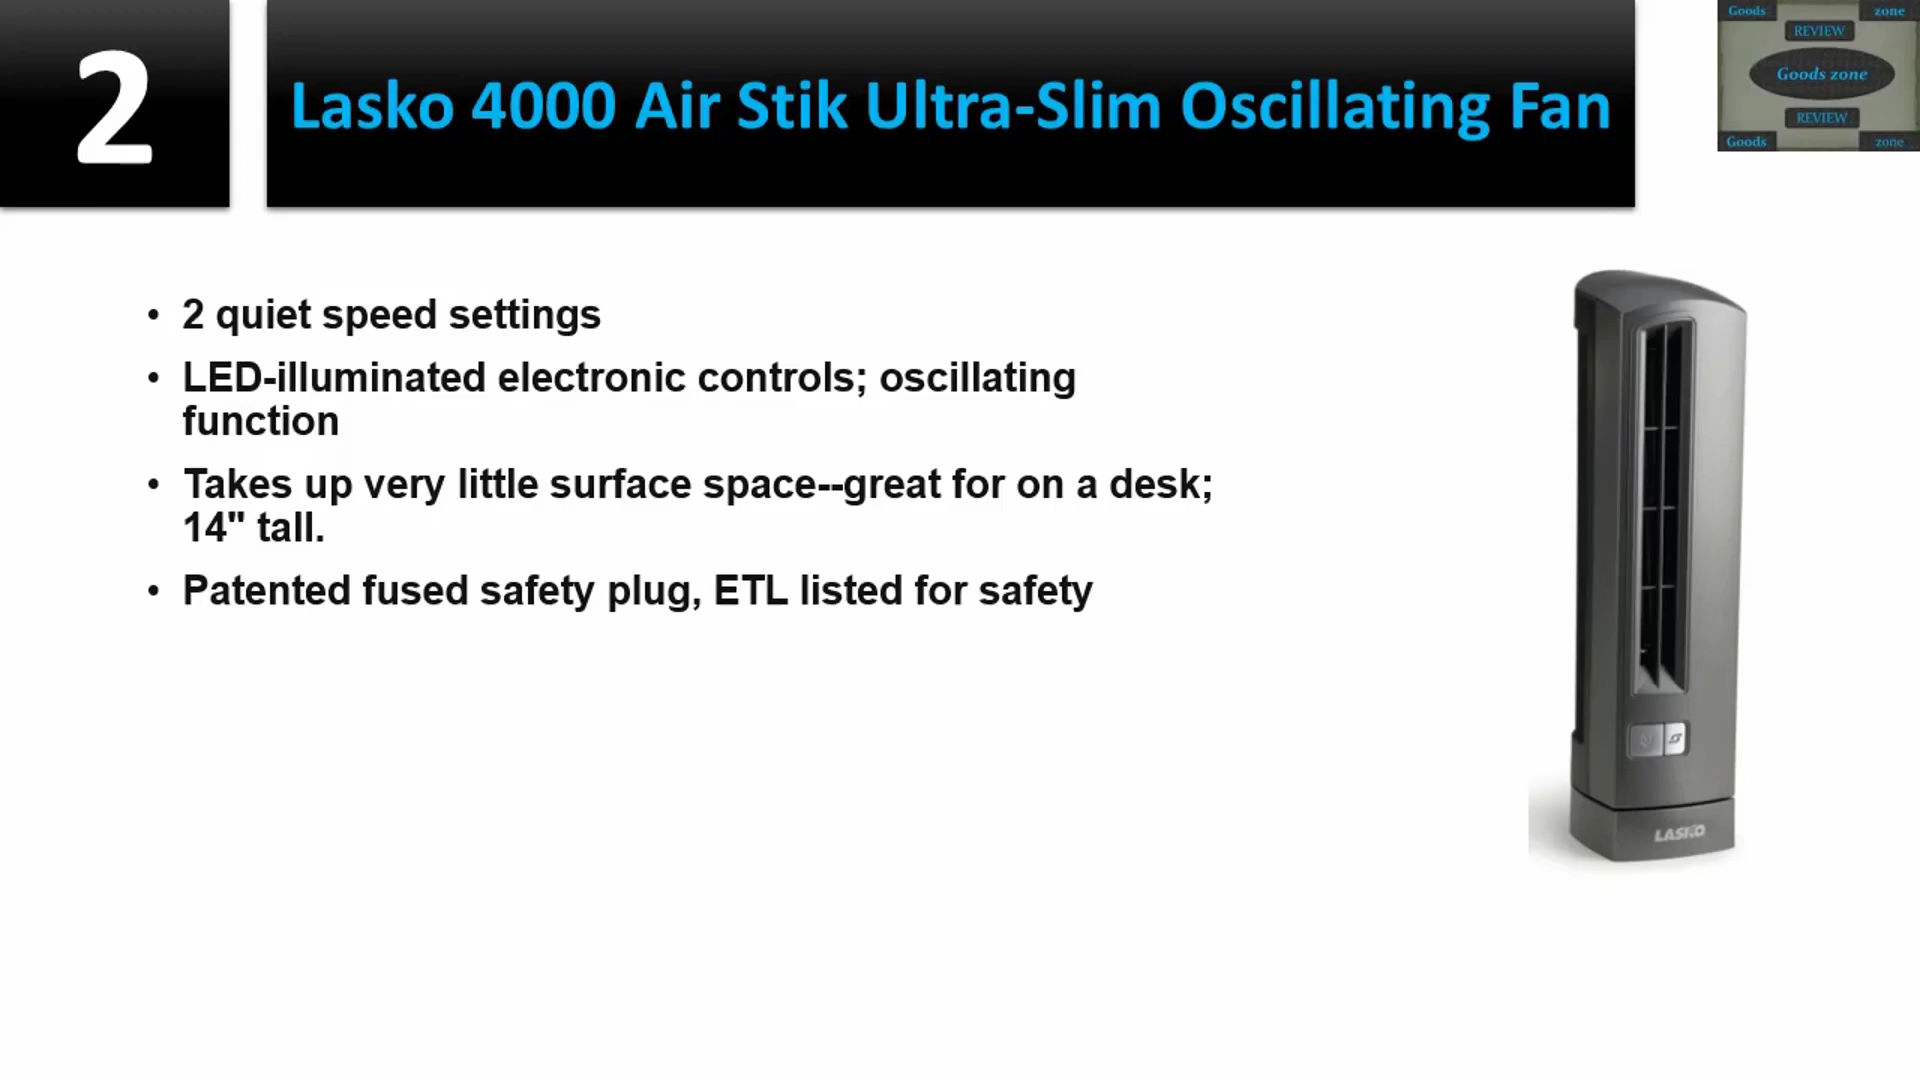 2
Lasko 4000 Air Stik Ultra-Slim Oscillating Fan
Goods zone
REVIEW
Goods zone
REVIEW
Goods zone
• 2 quiet speed settings
• LED-illuminated electronic controls; oscillating
function
• Takes up very little surface space--great for on a desk;
14" tall.
• Patented fused safety plug, ETL listed for safety
LASKO